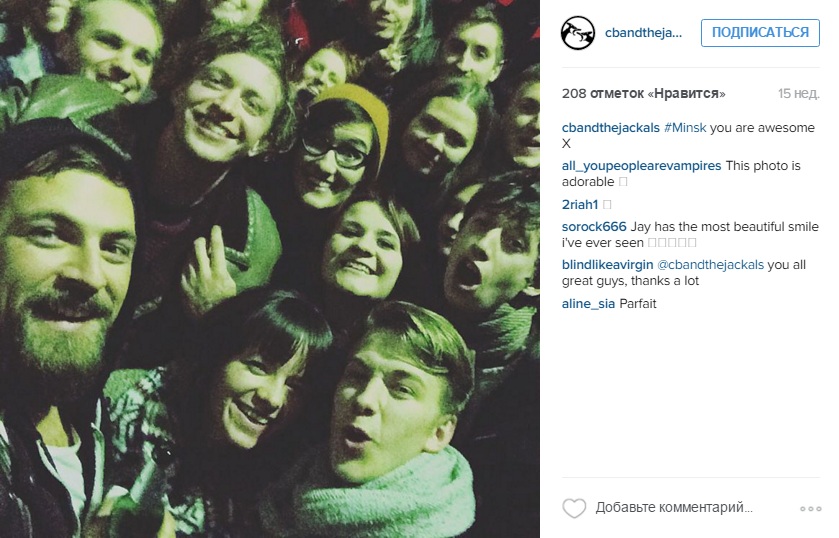 cbandtheja...
ПОДПИСАТЬСЯ
208 отметок «Нравится»
15 нед.
cbandthejackals #Minsk you are awesome
X
all_youpeoplearevampires This photo is
adorable
2riah1
sorock666 Jay has the most beautiful smile
i've ever seen
blindlikeavirgin @cbandthejackals you all
great guys, thanks a lot
aline_sia Parfait
Добавьте комментарий...